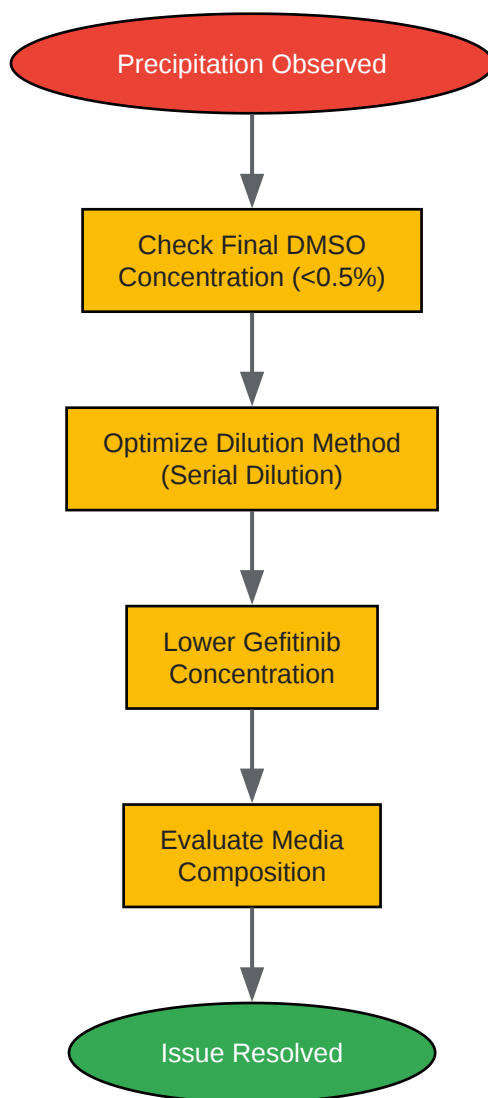 Precipitation Observed
Check Final DMSO
Concentration (<0.5%)
Optimize Dilution Method
(Serial Dilution)
Lower Gefitinib
Concentration
Evaluate Media
Composition
Issue Resolved